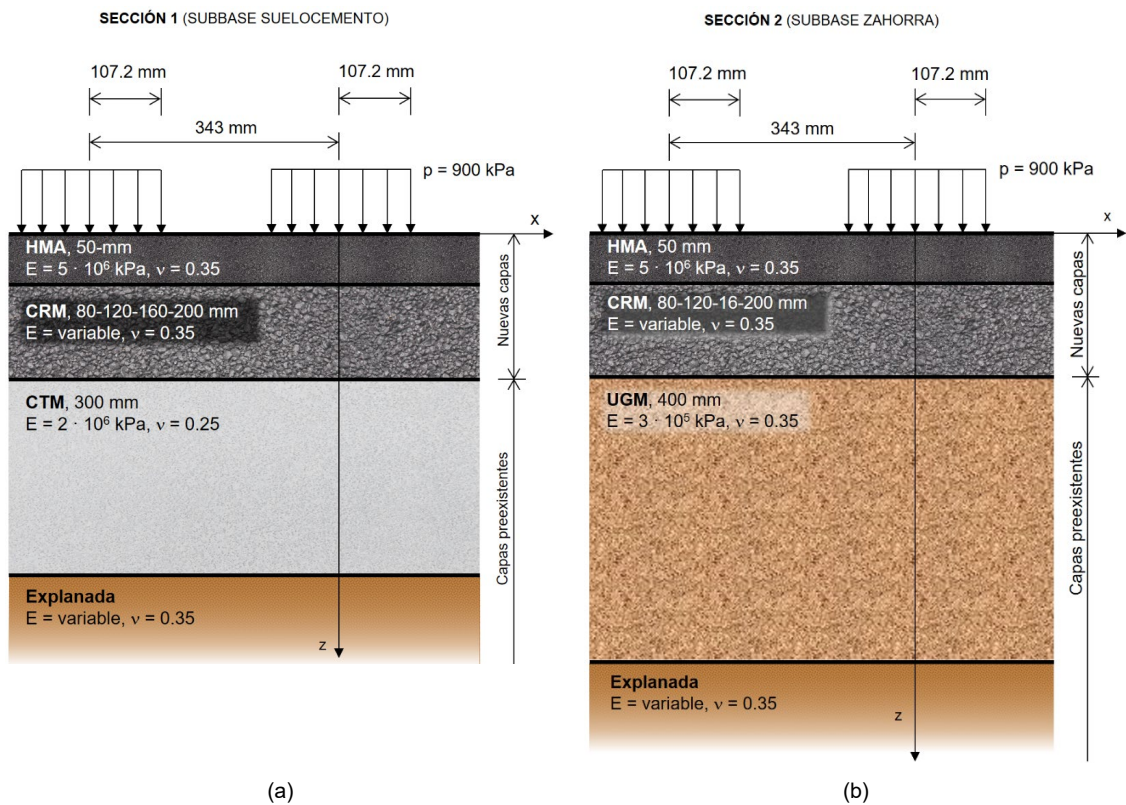 SECCIÓN 1 (SUBBASE SUELOCEMENTO)
107.2 mm
107.2 mm
343 mm
p = 900 kPa
x
HMA, 50-mm
E = 5 · 10⁶ kPa, ν = 0.35
CRM, 80-120-160-200 mm
E = variable, ν = 0.35
Nuevas capas
CTM, 300 mm
E = 2 · 10⁶ kPa, ν = 0.25
Capas preexistentes
Explanada
E = variable, ν = 0.35
z
(a)
SECCIÓN 2 (SUBBASE ZAHORRA)
107.2 mm
107.2 mm
343 mm
p = 900 kPa
x
HMA, 50 mm
E = 5 · 10⁶ kPa, ν = 0.35
CRM, 80-120-16-200 mm
E = variable, ν = 0.35
Nuevas capas
UGM, 400 mm
E = 3 · 10⁵ kPa, ν = 0.35
Capas preexistentes
Explanada
E = variable, ν = 0.35
z
(b)